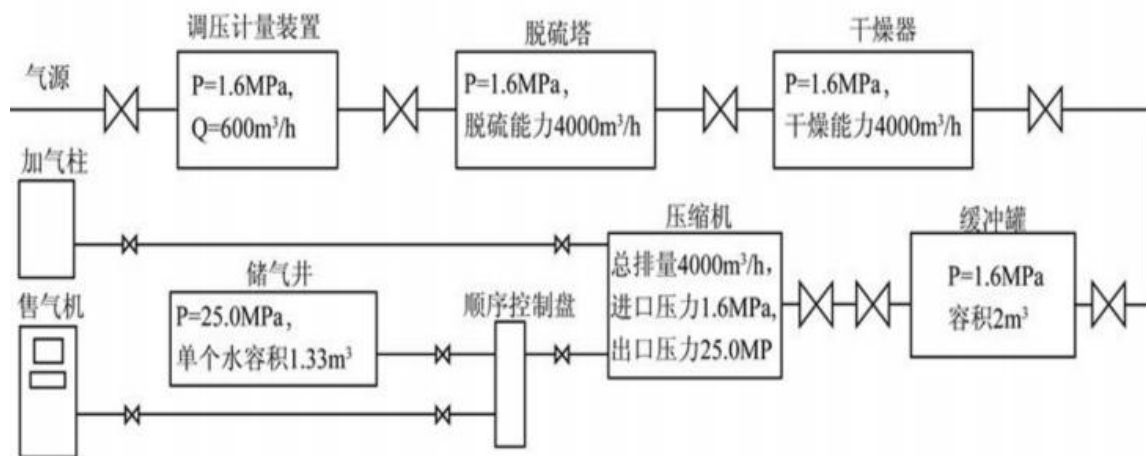 调压计量装置
脱硫塔
干燥器
气源
P=1.6MPa,
Q=600m³/h
P=1.6MPa,
脱硫能力4000m³/h
P=1.6MPa,
干燥能力4000m³/h
加气柱
压缩机
缓冲罐
总排量4000m³/h,
进口压力1.6MPa,
出口压力25.0MP
P=1.6MPa
容积2m³
储气井
顺序控制盘
售气机
P=25.0MPa,
单个水容积1.33m³